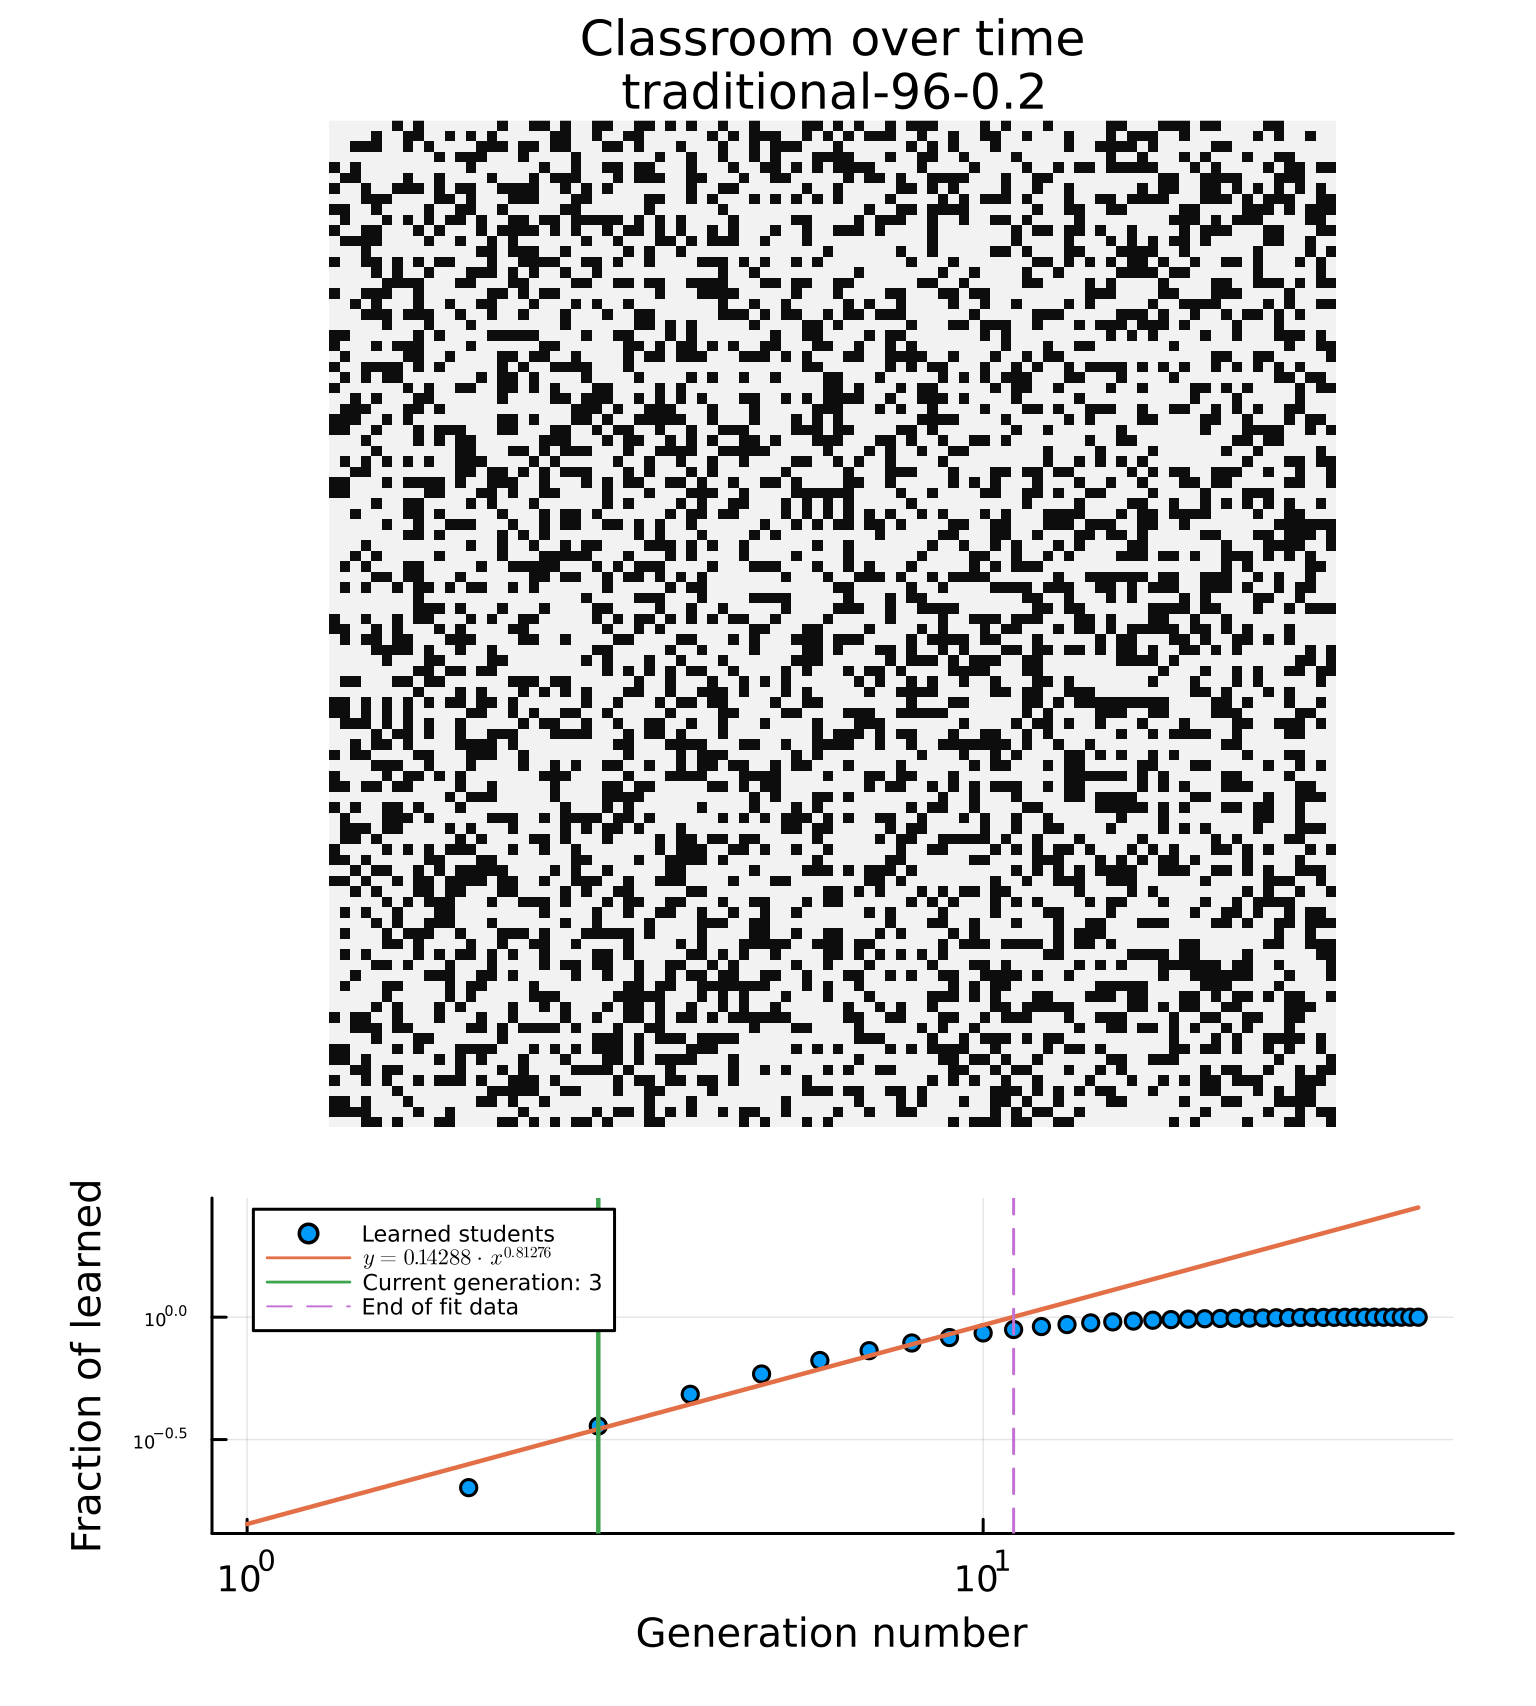 Classroom over time
traditional-96-0.2
Fraction of learned
Learned students
y = 0.14288 · x^0.81276
Current generation: 3
End of fit data
10^0.0
10^−0.5
10^0
10^1
Generation number